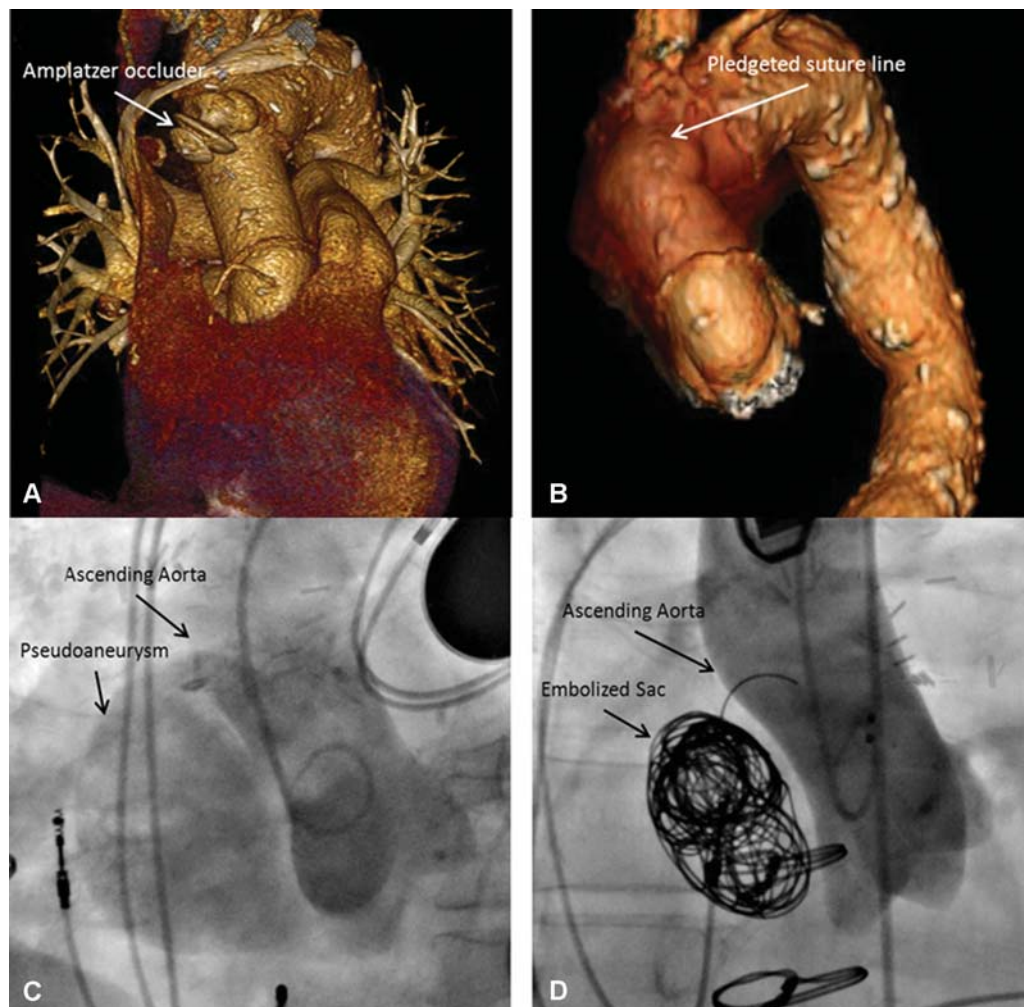 Amplatzer occluder
A
Pledgeted suture line
B
Ascending Aorta
Pseudoaneurysm
C
Ascending Aorta
Embolized Sac
D